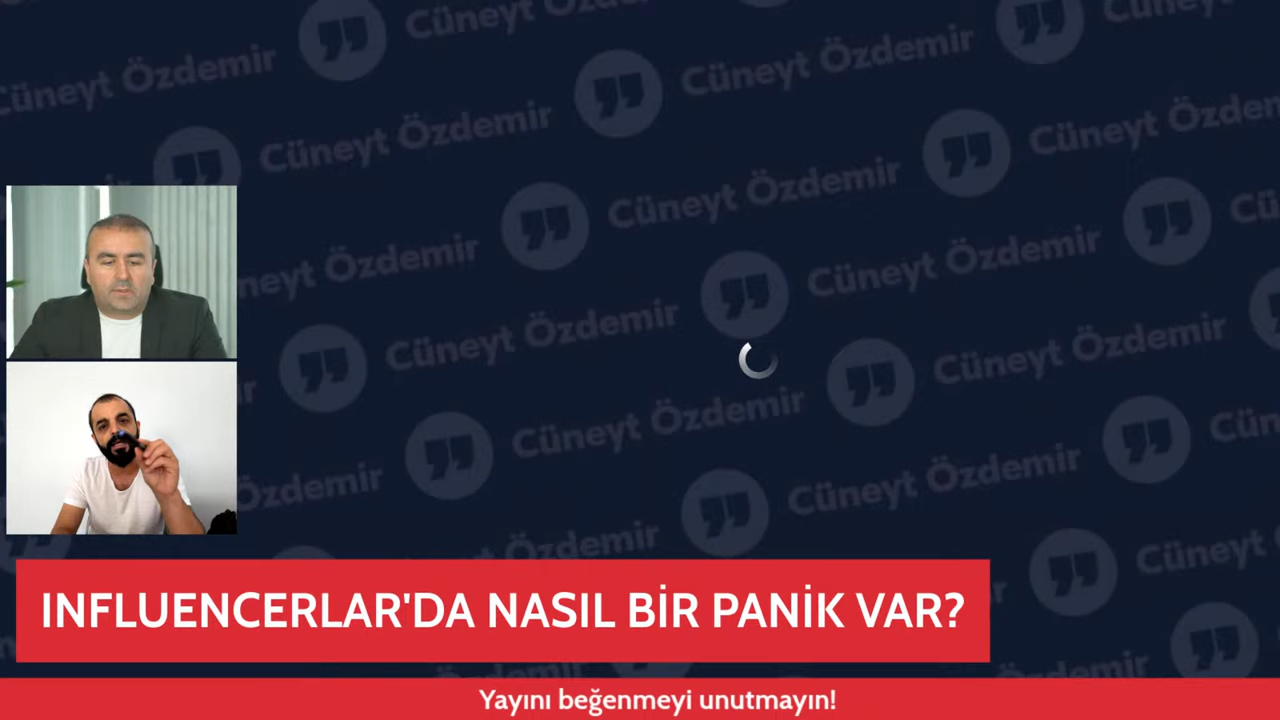 Cüneyt Özdemir
INFLUENCERLAR'DA NASIL BİR PANİK VAR?
Yayını beğenmeyi unutmayın!